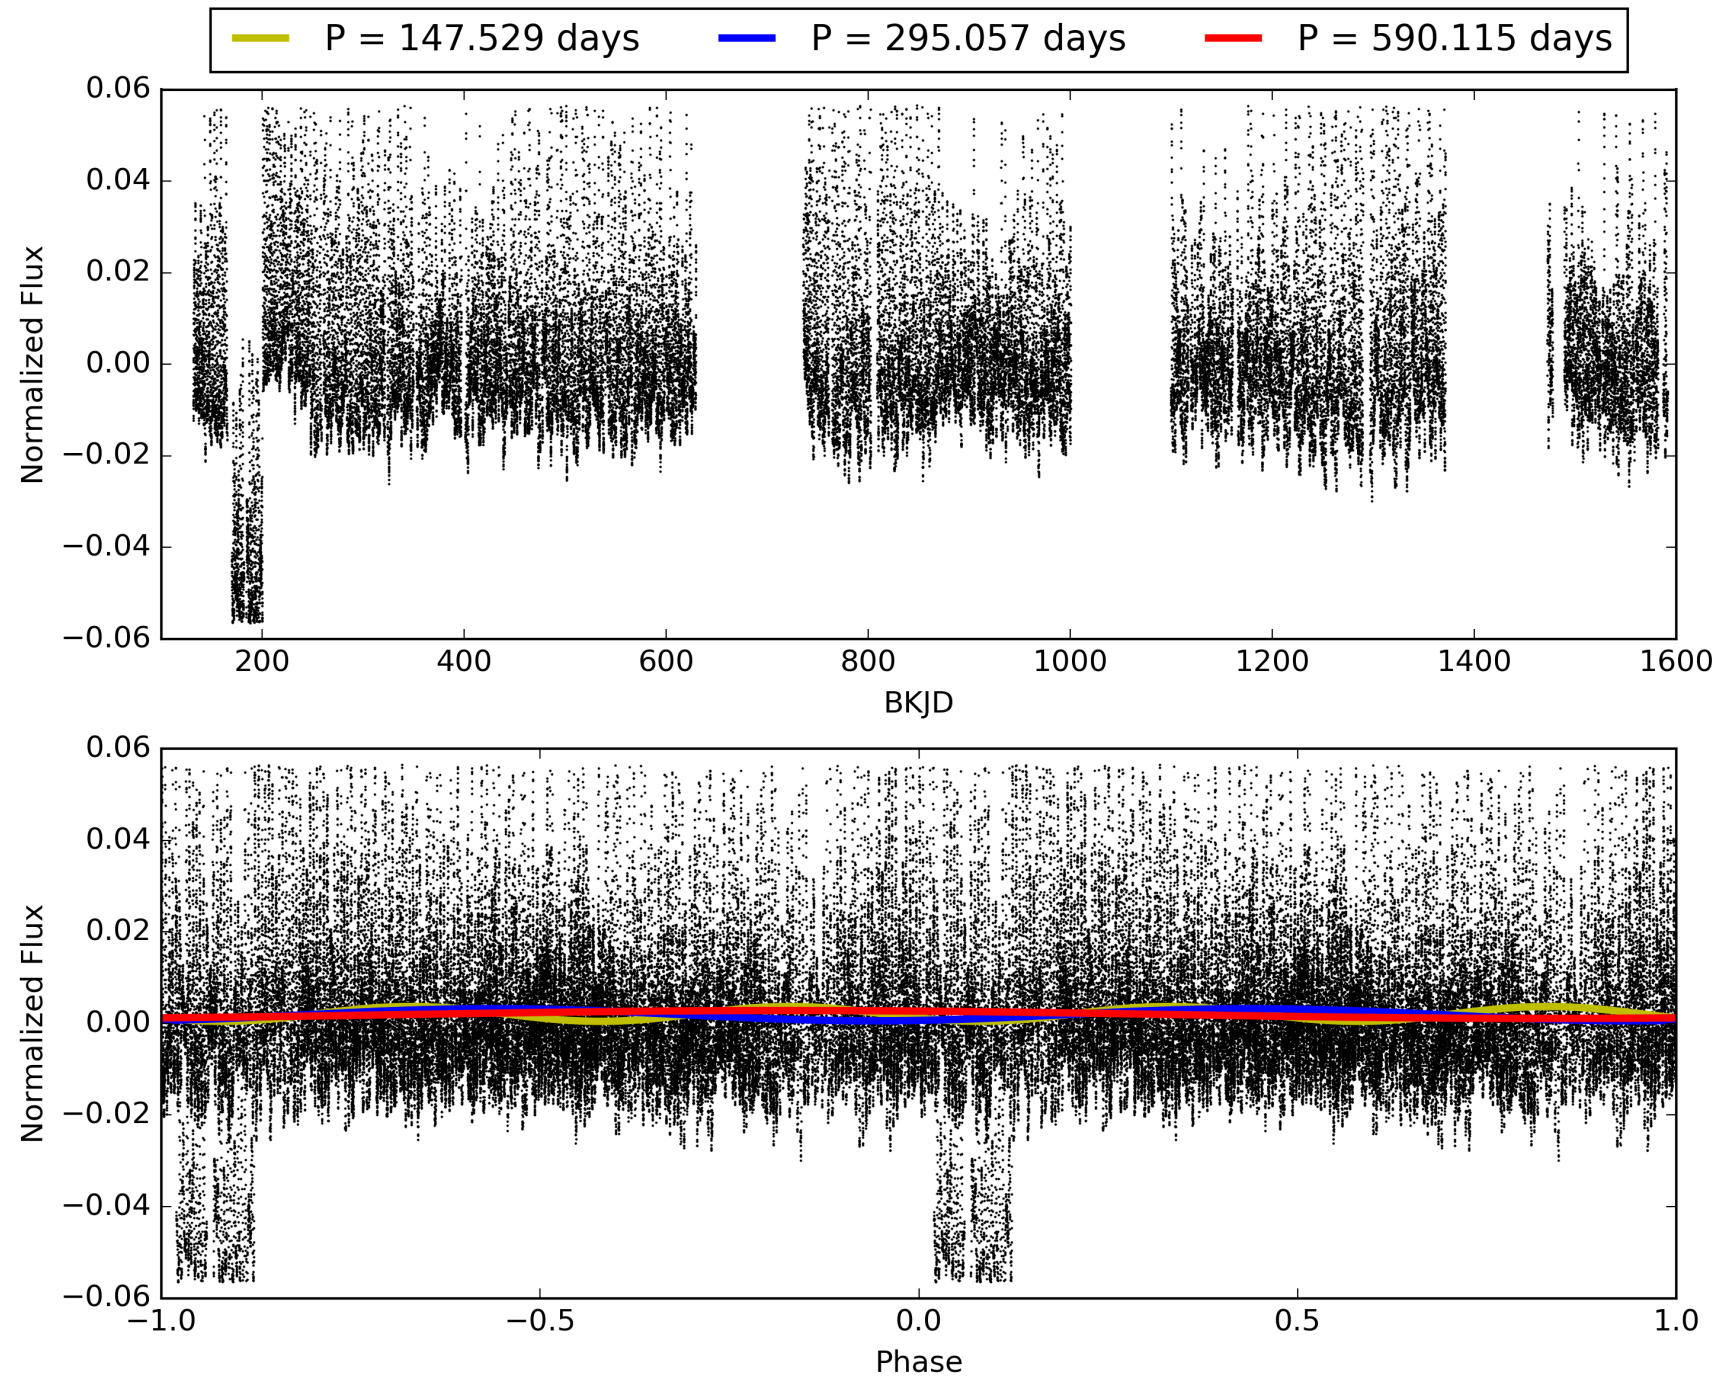 P = 147.529 days P = 295.057 days P = 590.115 days
0.06
0.04
0.02
0.00
−0.02
−0.04
−0.06
Normalized Flux
200 400 600 800 1000 1200 1400 1600
BKJD
0.06
0.04
0.02
0.00
−0.02
−0.04
−0.06
Normalized Flux
−1.0 −0.5 0.0 0.5 1.0
Phase